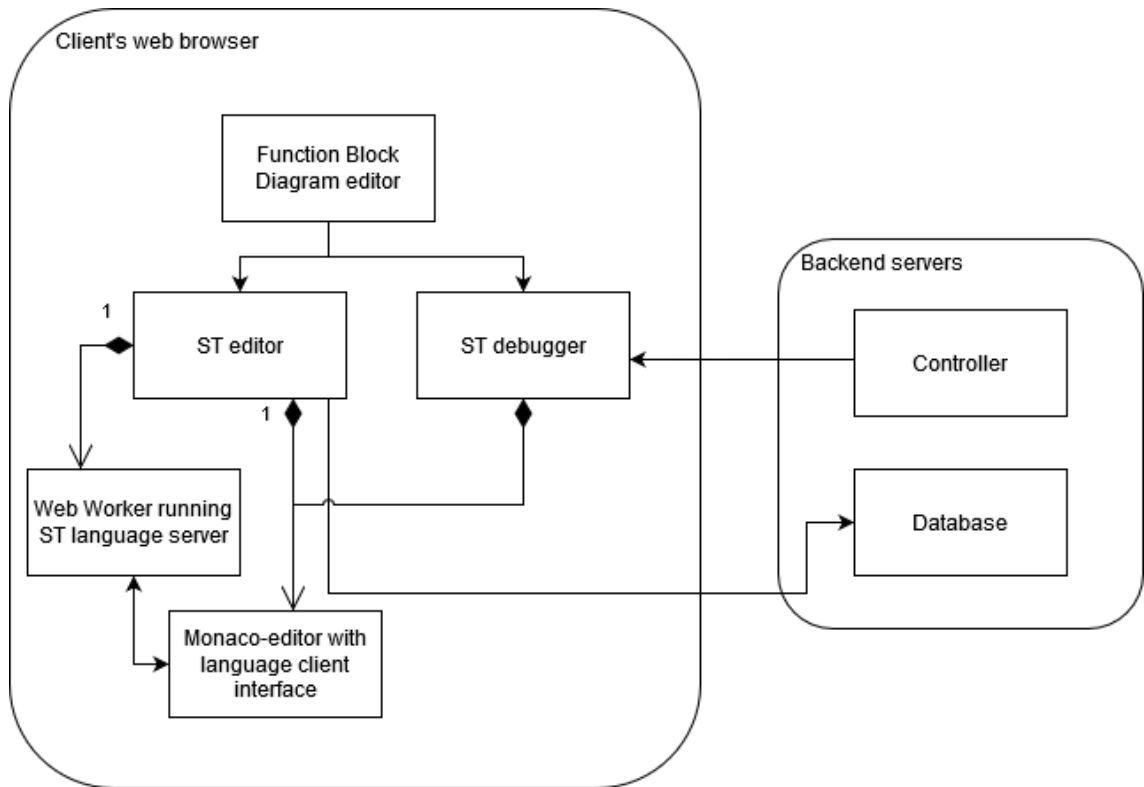 Client's web browser
Function Block
Diagram editor
Backend servers
1
ST editor
ST debugger
Controller
1
Web Worker running
ST language server
Database
Monaco-editor with
language client
interface